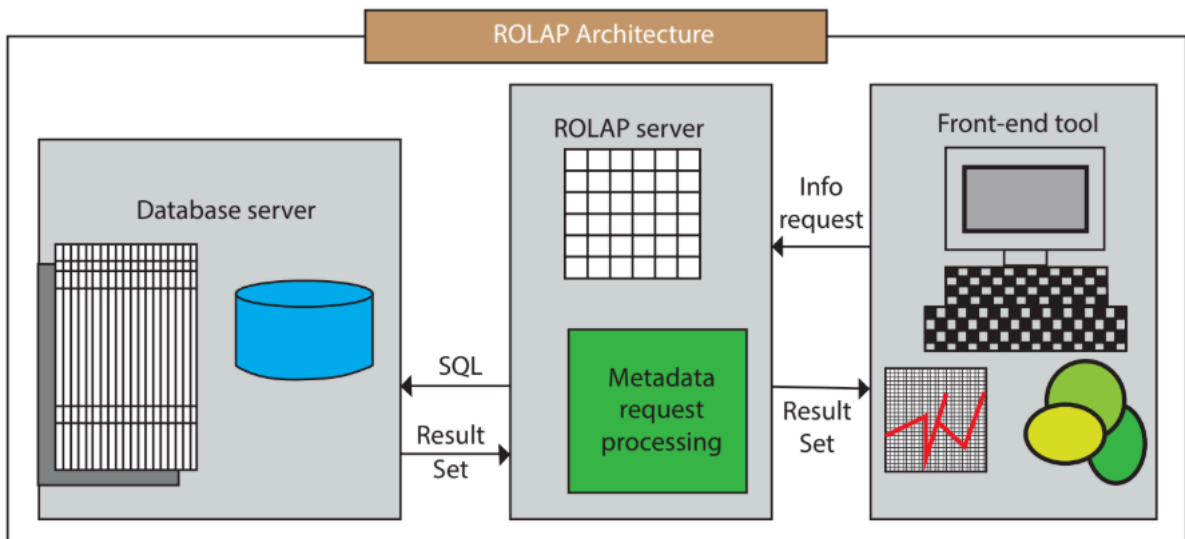 ROLAP Architecture
Database server
SQL
Result
Set
ROLAP server
Metadata
request
processing
Info
request
Result
Set
Front-end tool